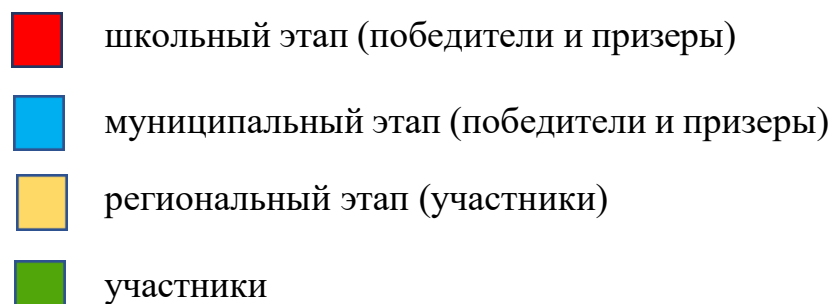 школьный этап (победители и призеры)
муниципальный этап (победители и призеры)
региональный этап (участники)
участники